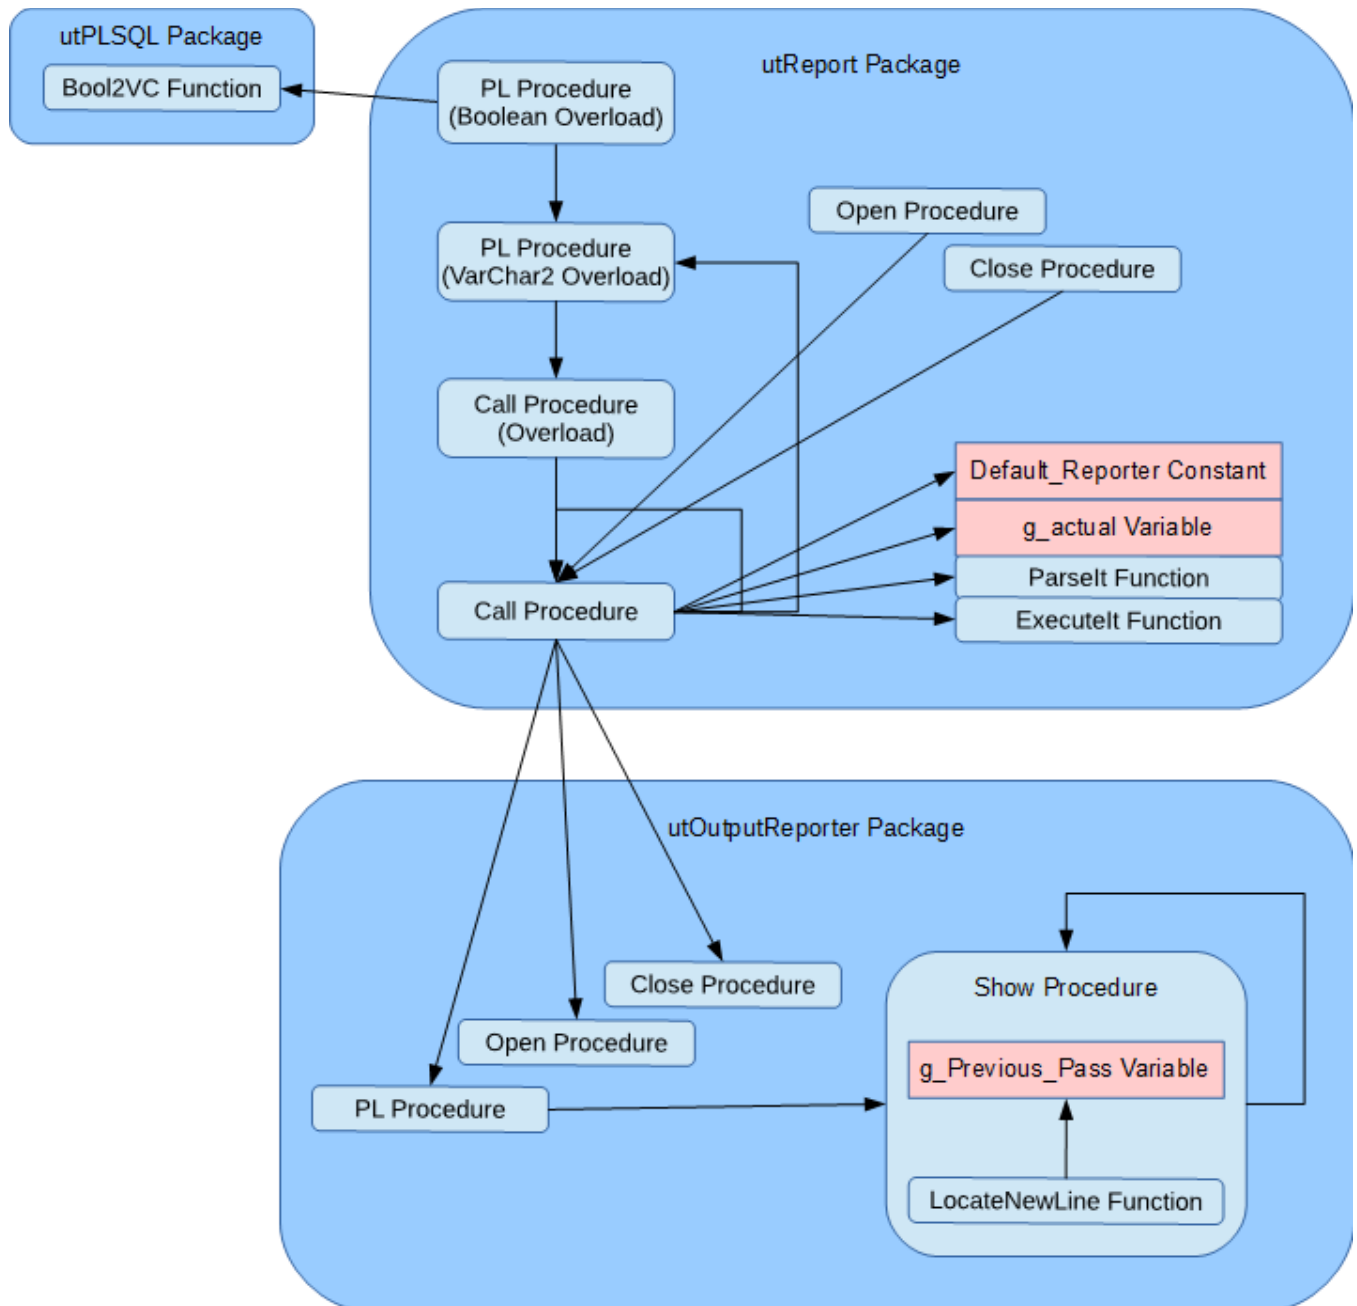 utPLSQL Package
Bool2VC Function
utReport Package
PL Procedure
(Boolean Overload)
Open Procedure
PL Procedure
(VarChar2 Overload)
Close Procedure
Call Procedure
(Overload)
Default_Reporter Constant
g_actual Variable
ParseIt Function
ExecuteIt Function
Call Procedure
utOutputReporter Package
Close Procedure
Show Procedure
Open Procedure
g_Previous_Pass Variable
PL Procedure
LocateNewLine Function